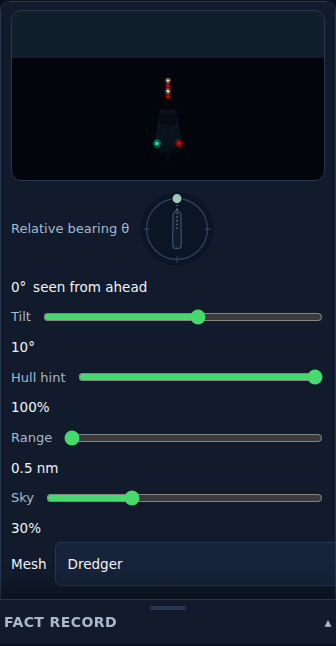 Relative bearing θ
0° seen from ahead
Tilt
10°
Hull hint
100%
Range
0.5 nm
Sky
30%
Mesh Dredger
FACT RECORD ▲